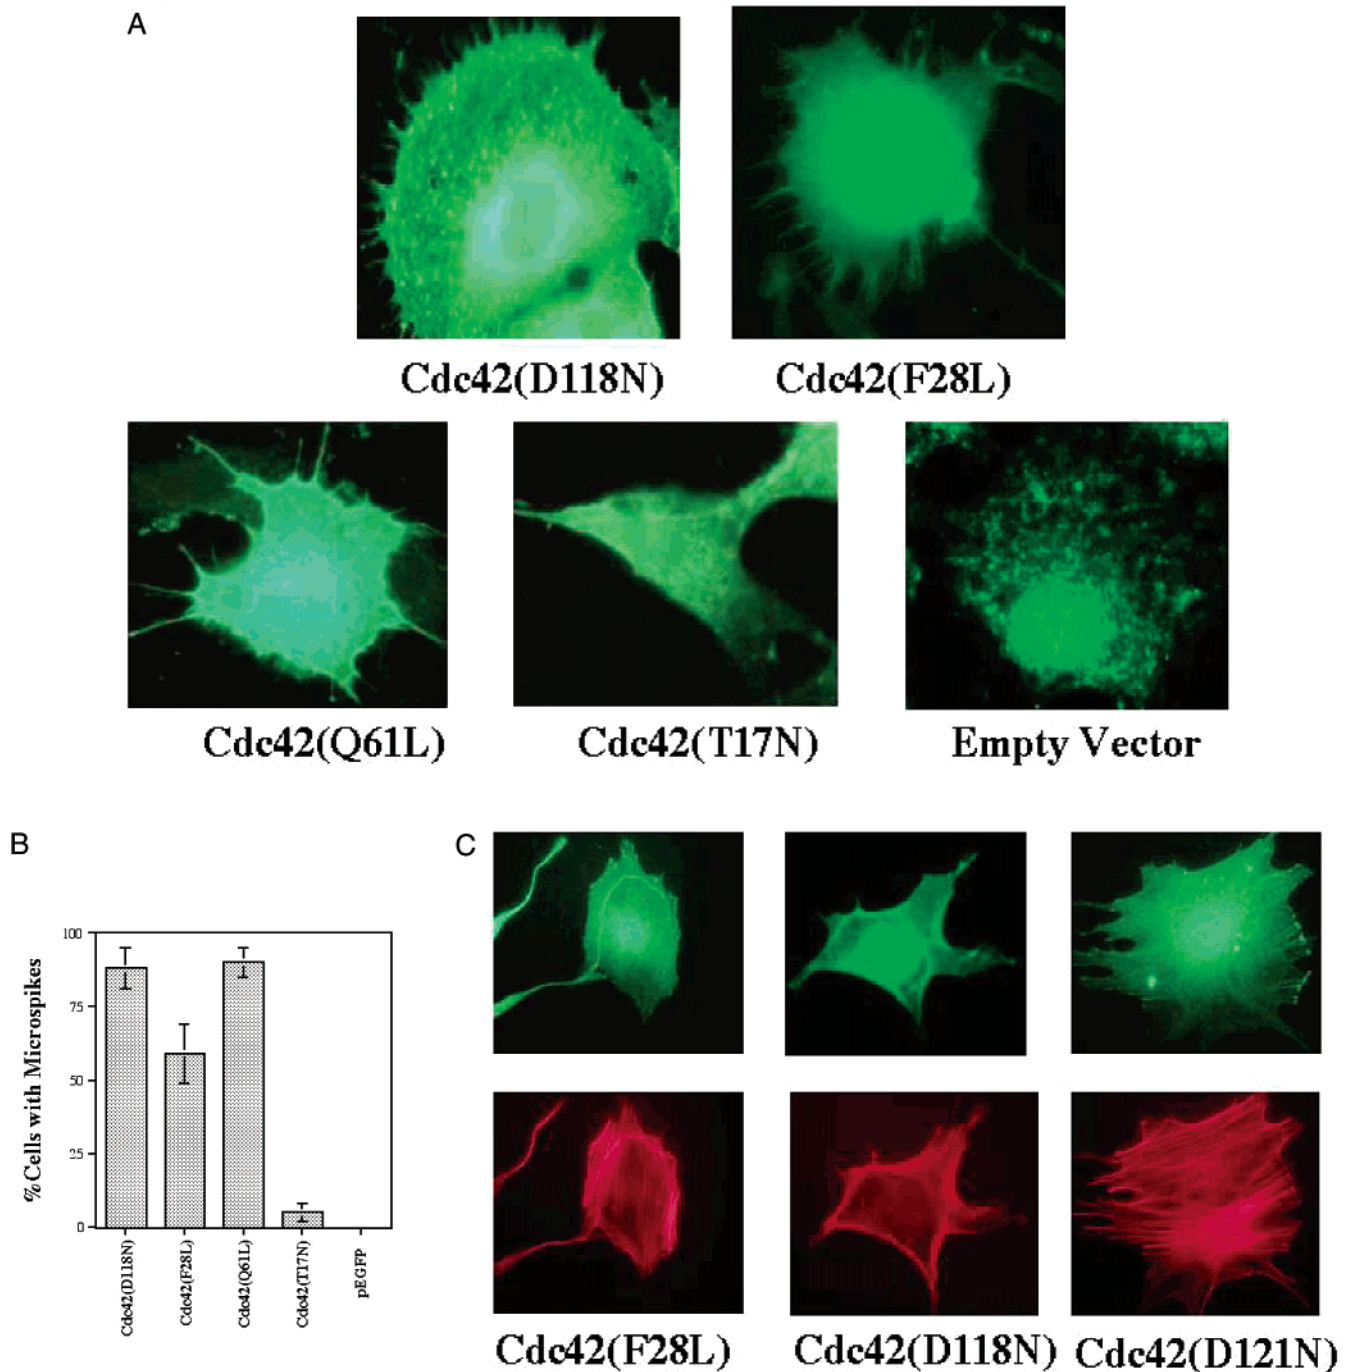 A
Cdc42(D118N)
Cdc42(F28L)
Cdc42(Q61L)
Cdc42(T17N)
Empty Vector
B
%Cells with Microspikes
100
75
50
25
0
Cdc42(D118N)
Cdc42(F28L)
Cdc42(Q61L)
Cdc42(T17N)
pEGFP
C
Cdc42(F28L)
Cdc42(D118N)
Cdc42(D121N)